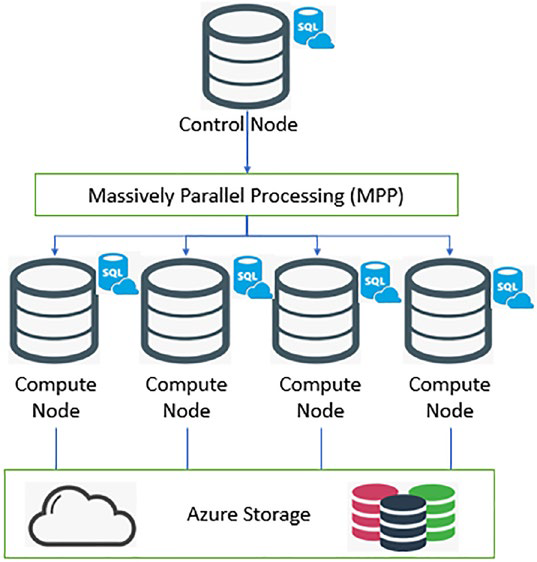 SQL
Control Node
Massively Parallel Processing (MPP)
SQL
SQL
SQL
SQL
Compute
Node
Compute
Node
Compute
Node
Compute
Node
Azure Storage